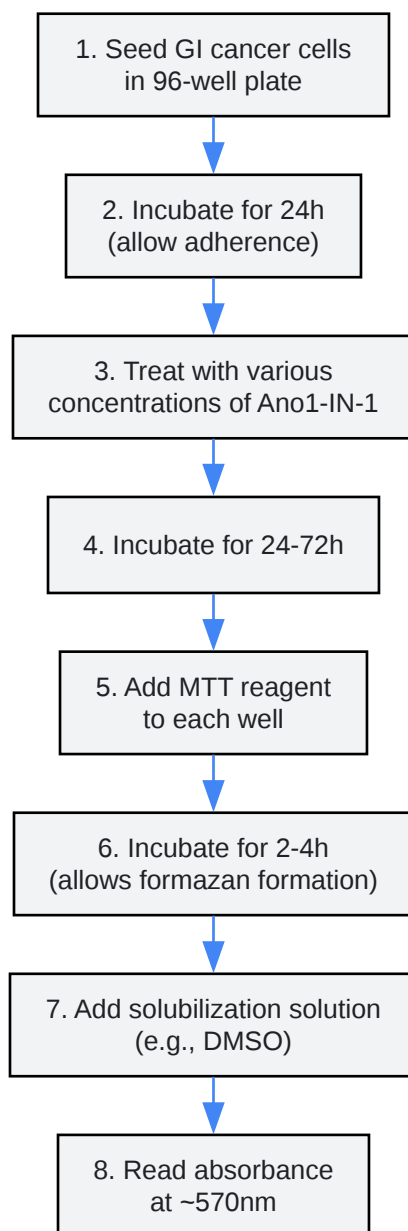 1. Seed GI cancer cells
in 96-well plate
2. Incubate for 24h
(allow adherence)
3. Treat with various
concentrations of Ano1-IN-1
4. Incubate for 24-72h
5. Add MTT reagent
to each well
6. Incubate for 2-4h
(allows formazan formation)
7. Add solubilization solution
(e.g., DMSO)
8. Read absorbance
at ~570nm